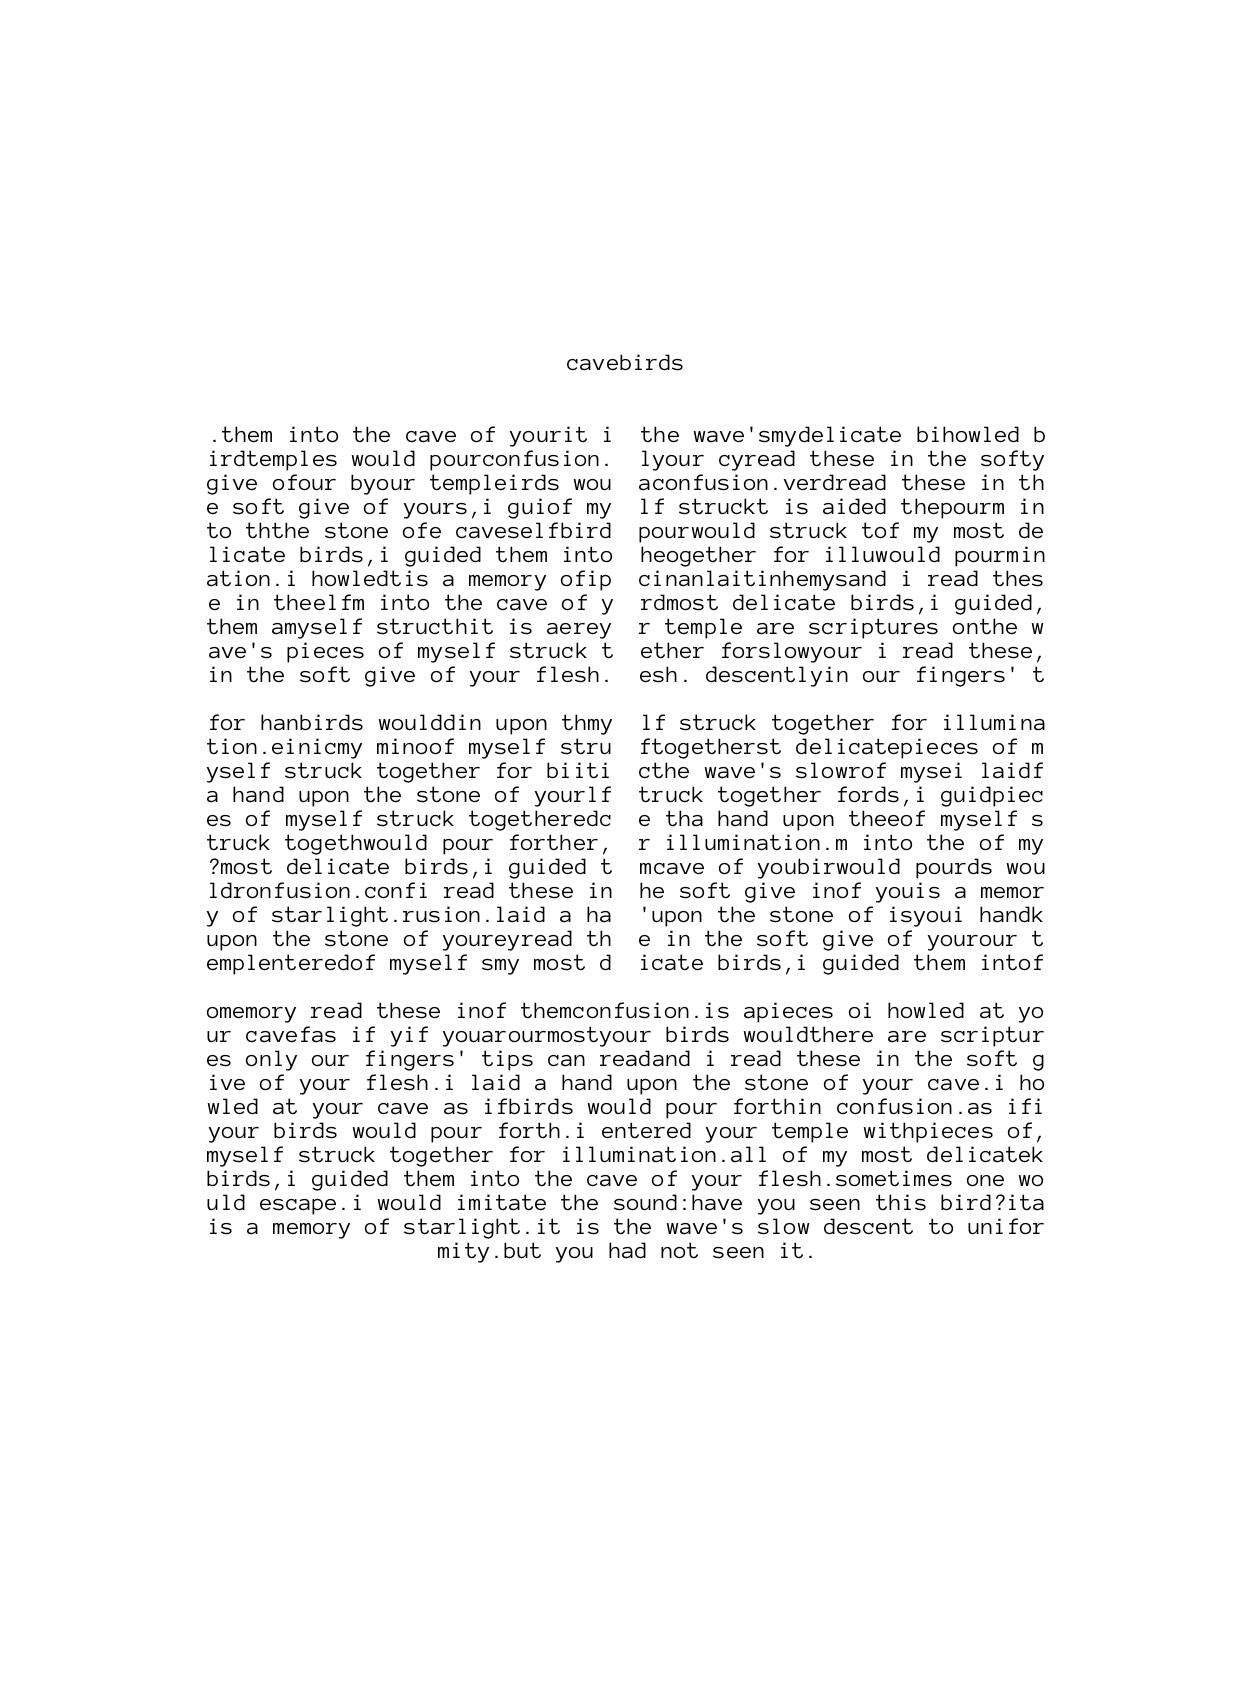 cavebirds
.them into the cave of yourit i
irdtemples would pourconfusion.
give ofour byour templeirds wou
e soft give of yours,i guiof my
to ththe stone ofe caveselfbird
licate birds,i guided them into
ation.i howledtis a memory ofip
e in theelfm into the cave of y
them amyself structhit is aerey
ave's pieces of myself struck t
in the soft give of your flesh.
the wave'smydelicate bihowled b
lyour cyread these in the softy
aconfusion.verdread these in th
lf struckt is aided thepourm in
pourwould struck tof my most de
heogether for illuwould pourmin
cinanlaitinhemysand i read thes
rdmost delicate birds,i guided,
r temple are scriptures onthe w
ether forslowyour i read these,
esh. descentlyin our fingers' t
for hanbirds woulddin upon thmy
tion.einicmy minoof myself stru
yself struck together for biiti
a hand upon the stone of yourlf
es of myself struck togetheredc
truck togethwould pour forther,
?most delicate birds,i guided t
ldronfusion.confi read these in
y of starlight.rusion.laid a ha
upon the stone of youreyread th
emplenteredof myself smy most d
lf struck together for illumina
ftogetherst delicatepieces of m
cthe wave's slowrof mysei laidf
truck together fords,i guidpiec
e tha hand upon theeof myself s
r illumination.m into the of my
mcave of youbirwould pourds wou
he soft give inof youis a memor
'upon the stone of isyoui handk
e in the soft give of yourour t
icate birds,i guided them intof
omemory read these inof themconfusion.is apieces oi howled at yo
ur cavefas if yif youarourmostyour birds wouldthere are scriptur
es only our fingers' tips can readand i read these in the soft g
ive of your flesh.i laid a hand upon the stone of your cave.i ho
wled at your cave as ifbirds would pour forthin confusion.as ifi
your birds would pour forth.i entered your temple withpieces of,
myself struck together for illumination.all of my most delicatek
birds,i guided them into the cave of your flesh.sometimes one wo
uld escape.i would imitate the sound:have you seen this bird?ita
is a memory of starlight.it is the wave's slow descent to unifor
mity.but you had not seen it.